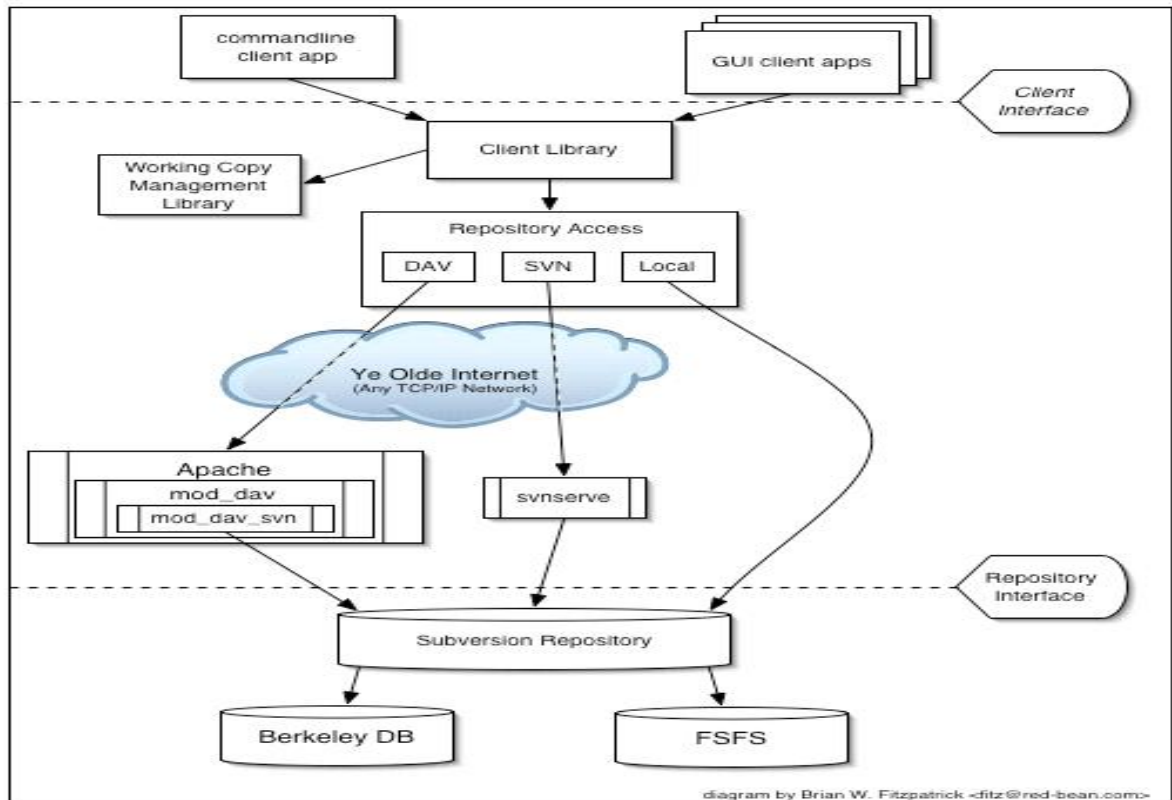 commandline
client app
GUI client apps
Client
Interface
Client Library
Working Copy
Management
Library
Repository Access
DAV
SVN
Local
Ye Olde Internet
(Any TCP/IP Network)
Apache
mod_dav
mod_dav_svn
svnserve
Repository
Interface
Subversion Repository
Berkeley DB
FSFS
diagram by Brian W. Fitzpatrick <fitz@red-bean.com>